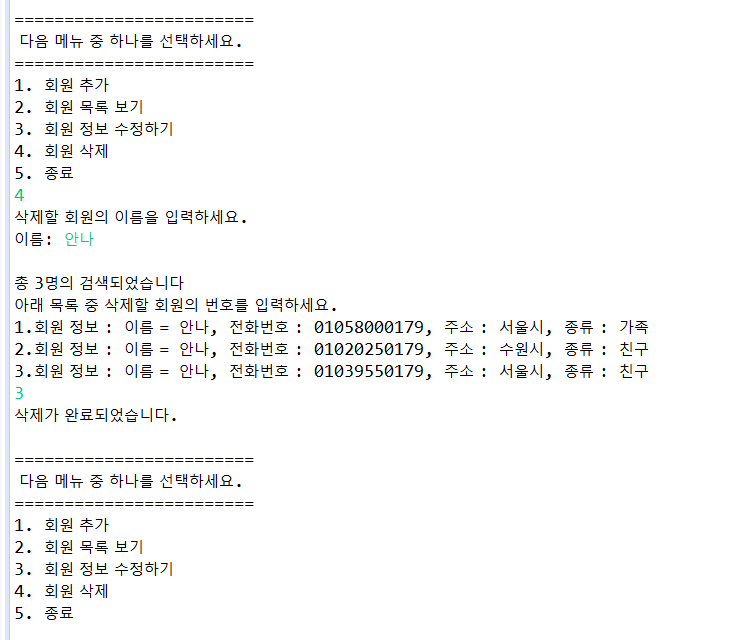 ========================
다음 메뉴 중 하나를 선택하세요.
========================
1. 회원 추가
2. 회원 목록 보기
3. 회원 정보 수정하기
4. 회원 삭제
5. 종료
4
삭제할 회원의 이름을 입력하세요.
이름: 안나
총 3명의 검색되었습니다
아래 목록 중 삭제할 회원의 번호를 입력하세요.
1.회원 정보 : 이름 = 안나, 전화번호 : 01058000179, 주소 : 서울시, 종류 : 가족
2.회원 정보 : 이름 = 안나, 전화번호 : 01020250179, 주소 : 수원시, 종류 : 친구
3.회원 정보 : 이름 = 안나, 전화번호 : 01039550179, 주소 : 서울시, 종류 : 친구
3
삭제가 완료되었습니다.
========================
다음 메뉴 중 하나를 선택하세요.
========================
1. 회원 추가
2. 회원 목록 보기
3. 회원 정보 수정하기
4. 회원 삭제
5. 종료